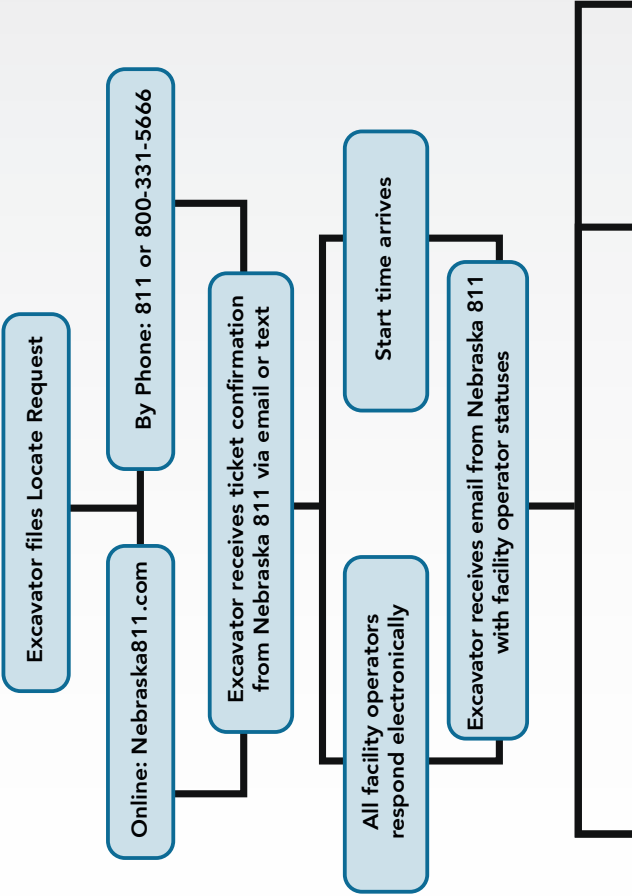 Excavator files Locate Request
Online: Nebraska811.com
By Phone: 811 or 800-331-5666
Excavator receives ticket confirmation
from Nebraska 811 via email or text
All facility operators
respond electronically
Start time arrives
Excavator receives email from Nebraska 811
with facility operator statuses